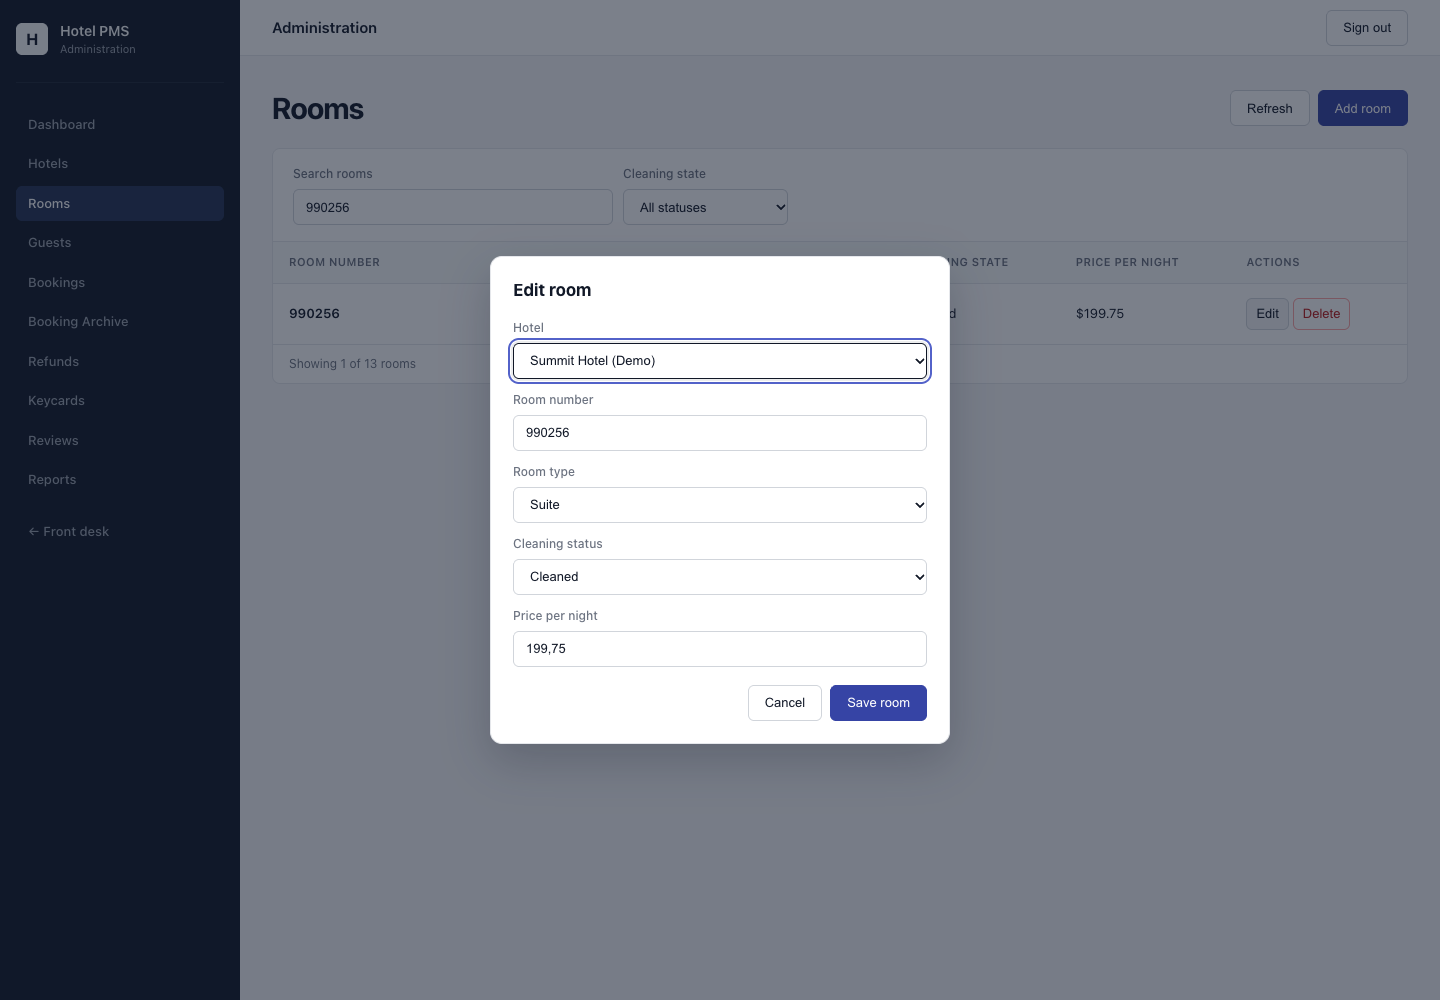 H
Hotel PMS
Administration
Dashboard
Hotels
Rooms
Guests
Bookings
Booking Archive
Refunds
Keycards
Reviews
Reports
← Front desk
Administration
Sign out
Rooms
Refresh
Add room
Search rooms
Cleaning state
990256
All statuses
ROOM NUMBER
STATE
PRICE PER NIGHT
ACTIONS
990256
$199.75
Edit
Delete
Showing 1 of 13 rooms
Edit room
Hotel
Summit Hotel (Demo)
Room number
990256
Room type
Suite
Cleaning status
Cleaned
Price per night
199,75
Cancel
Save room